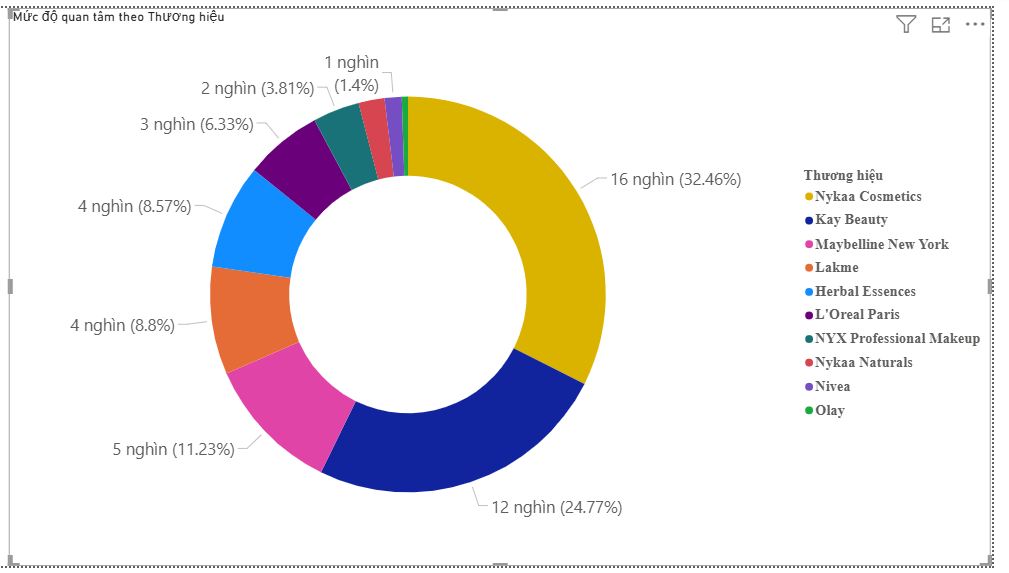 Mức độ quan tâm theo Thương hiệu
1 nghìn
(1.4%)
2 nghìn (3.81%)
3 nghìn (6.33%)
4 nghìn (8.57%)
4 nghìn (8.8%)
5 nghìn (11.23%)
12 nghìn (24.77%)
16 nghìn (32.46%)
Thương hiệu
Nykaa Cosmetics
Kay Beauty
Maybelline New York
Lakme
Herbal Essences
L'Oreal Paris
NYX Professional Makeup
Nykaa Naturals
Nivea
Olay